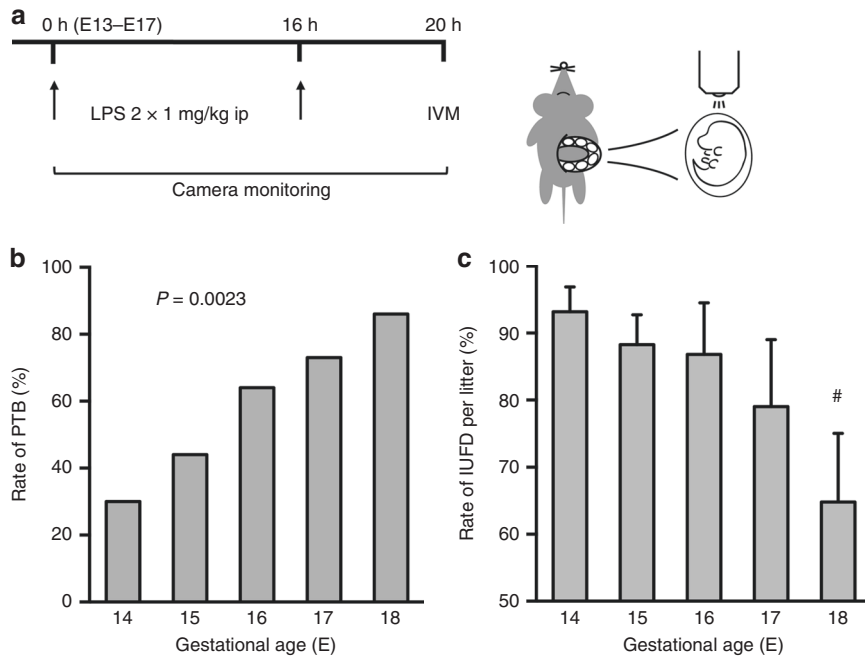 a
0 h (E13–E17) 16 h 20 h
LPS 2 × 1 mg/kg ip IVM
Camera monitoring
b
100
80
60
40
20
0
Rate of PTB (%)
P = 0.0023
14 15 16 17 18
Gestational age (E)
c
100
90
80
70
60
50
Rate of IUFD per litter (%)
#
14 15 16 17 18
Gestational age (E)